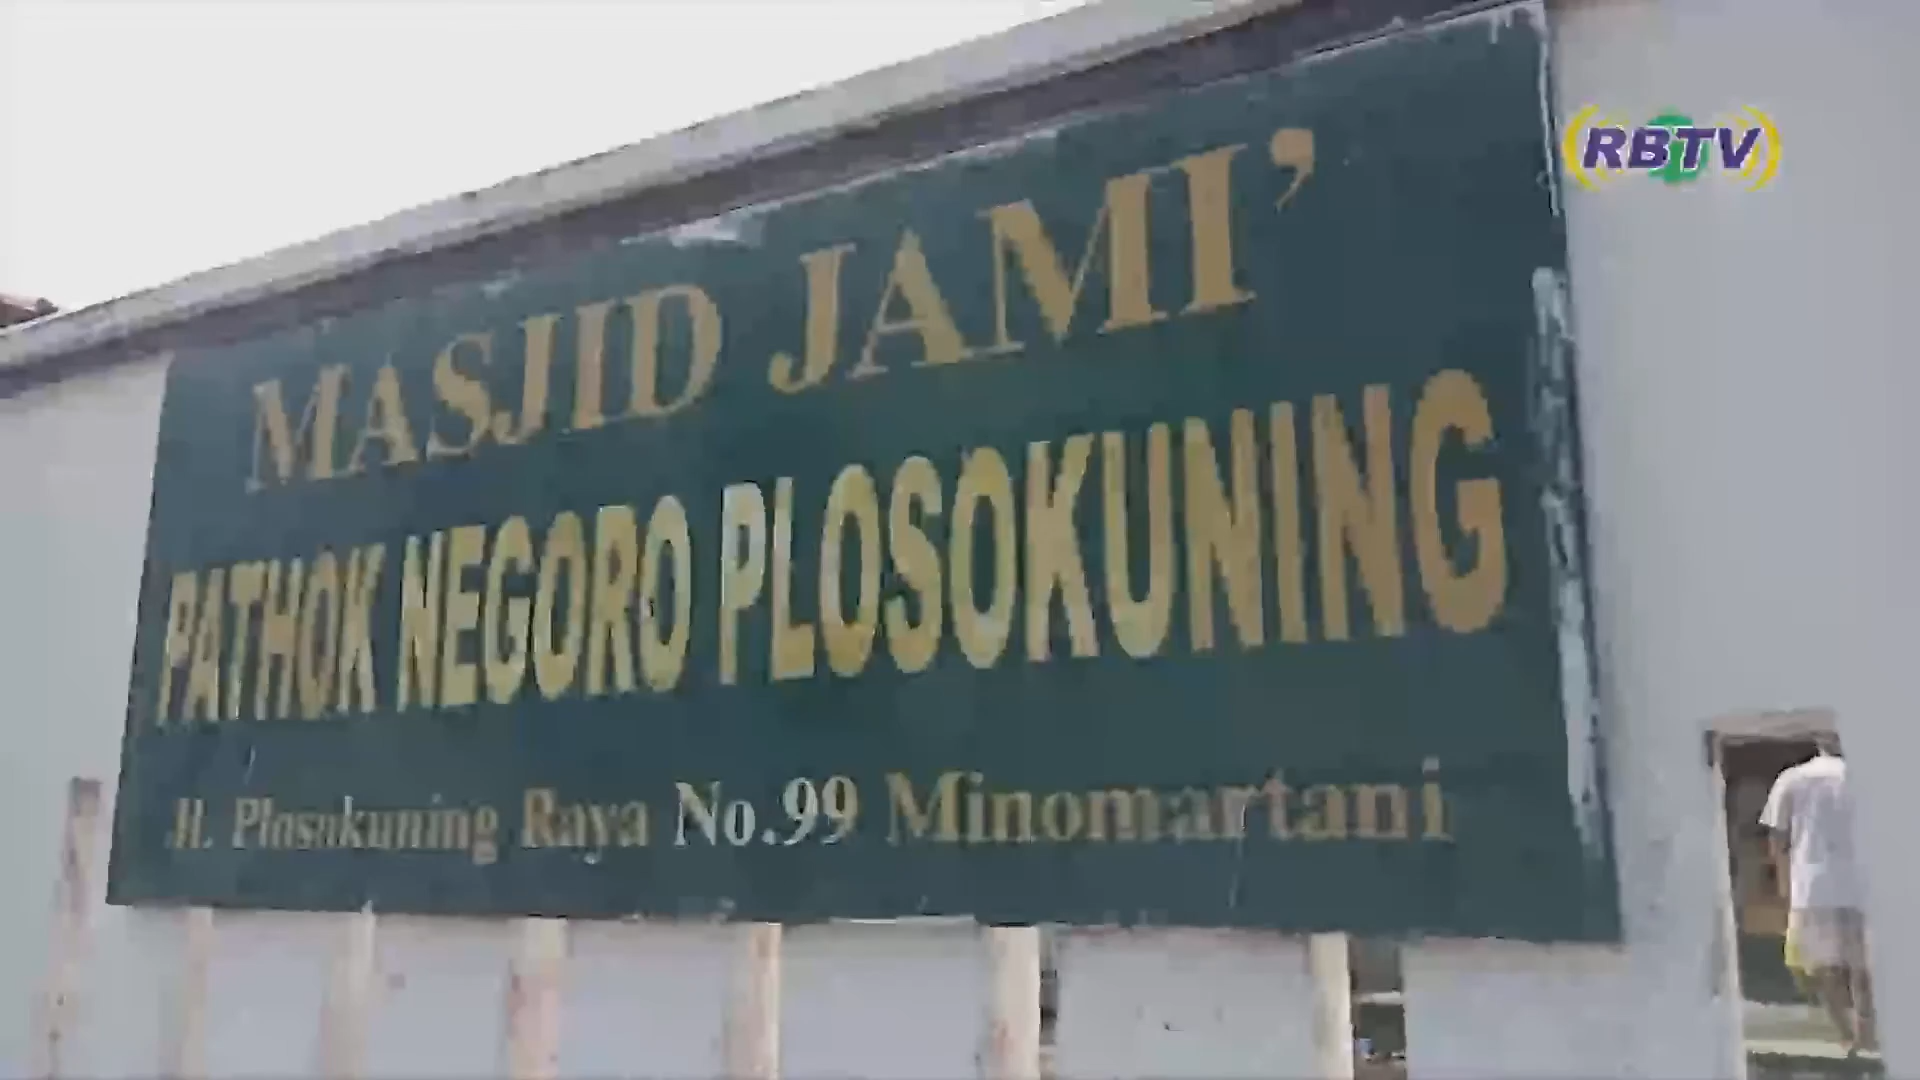 RBTV
MASJID JAMI’
PATHOK NEGORO PLOSOKUNING
Jl. Plosokuning Raya No.99 Minomartani